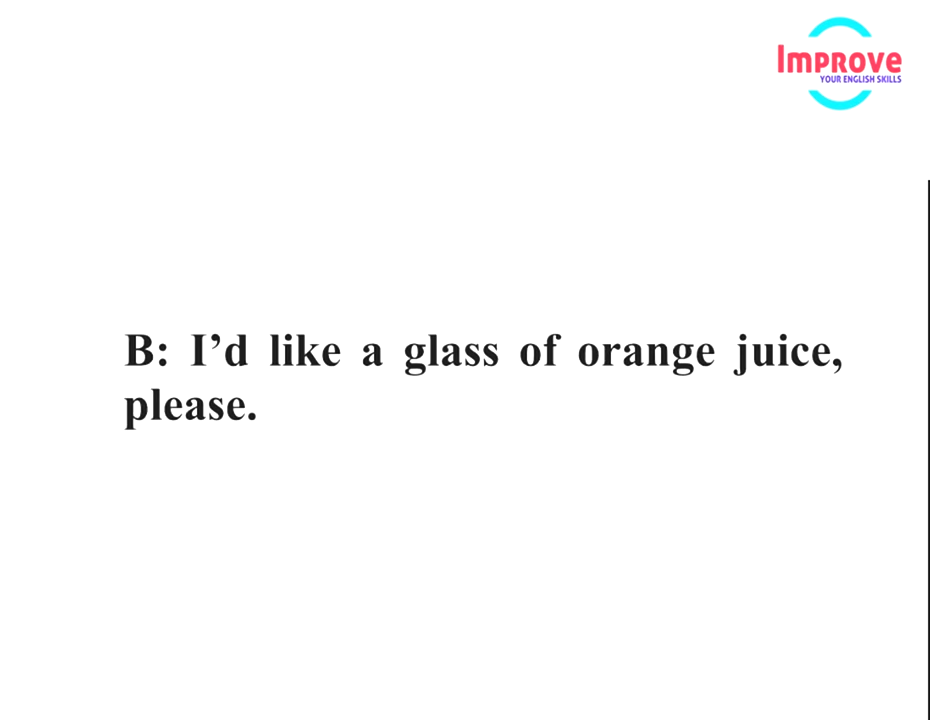 Improve
YOUR ENGLISH SKILLS
B: I’d like a glass of orange juice,
please.